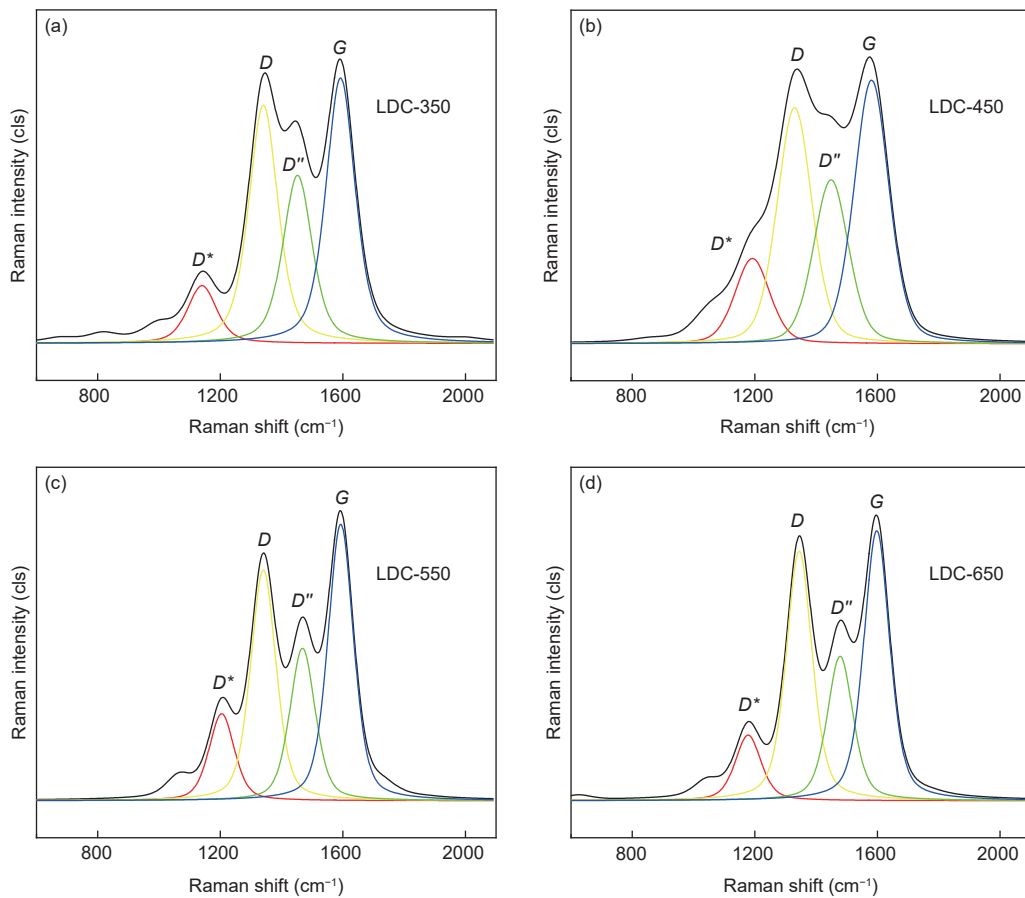 (a)
D
G
D″
D*
LDC-350
Raman intensity (cls)
800 1200 1600 2000
Raman shift (cm⁻¹)
(b)
D
G
D″
D*
LDC-450
Raman intensity (cls)
800 1200 1600 2000
Raman shift (cm⁻¹)
(c)
D
G
D″
D*
LDC-550
Raman intensity (cls)
800 1200 1600 2000
Raman shift (cm⁻¹)
(d)
D
G
D″
D*
LDC-650
Raman intensity (cls)
800 1200 1600 2000
Raman shift (cm⁻¹)